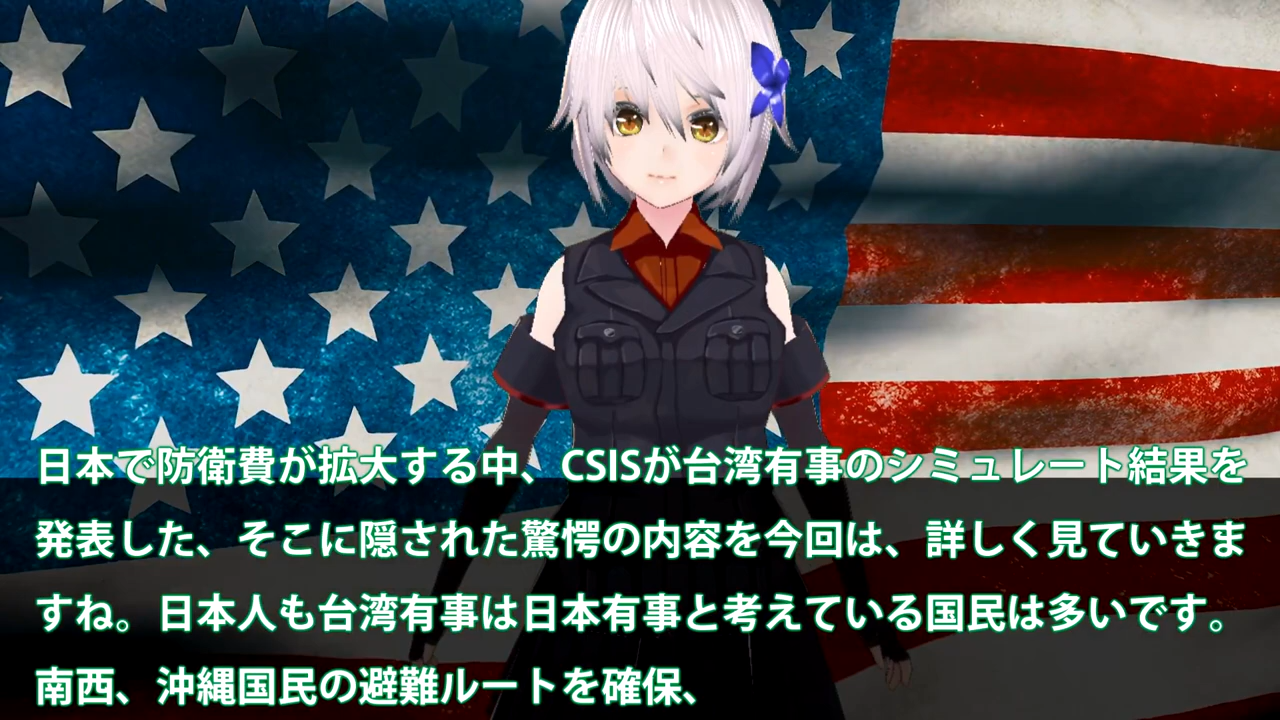 日本で防衛費が拡大する中、CSISが台湾有事のシミュレート結果を
発表した、そこに隠された驚愕の内容を今回は、詳しく見ていきま
すね。日本人も台湾有事は日本有事と考えている国民は多いです。
南西、沖縄国民の避難ルートを確保、